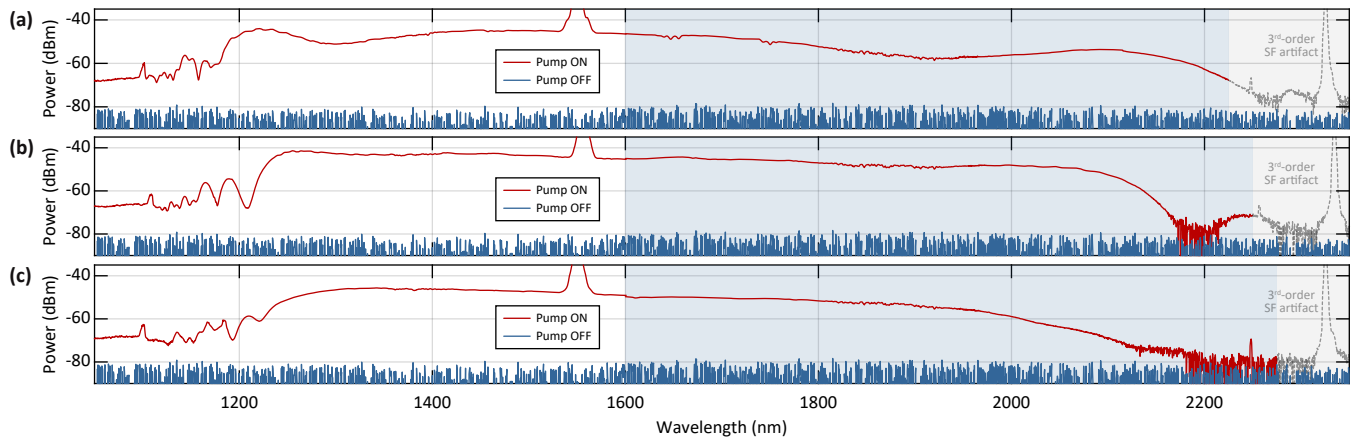 (a)
Power (dBm)
-40
-60
-80
Pump ON
Pump OFF
3rd-order
SF artifact
(b)
Power (dBm)
-40
-60
-80
Pump ON
Pump OFF
3rd-order
SF artifact
(c)
Power (dBm)
-40
-60
-80
Pump ON
Pump OFF
3rd-order
SF artifact
1200 1400 1600 1800 2000 2200
Wavelength (nm)